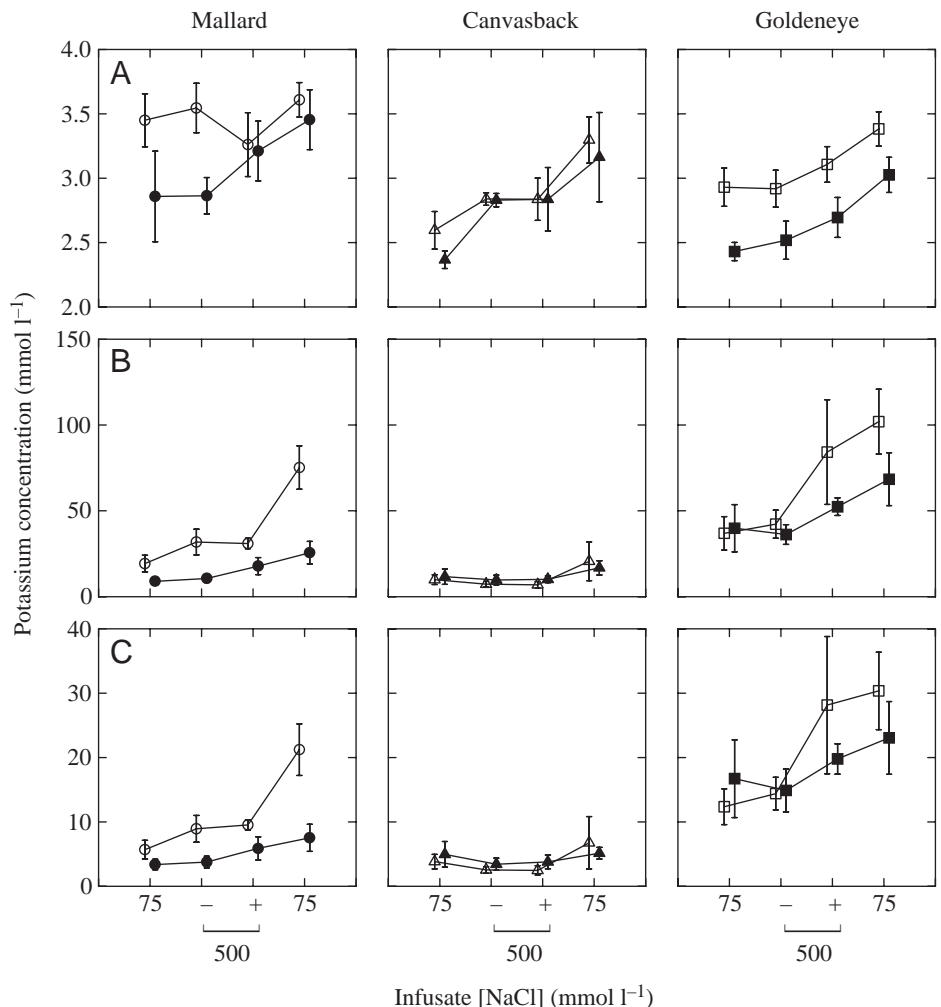 Mallard Canvasback Goldeneye
A
4.0
3.5
3.0
2.5
2.0
B
150
100
50
0
C
40
30
20
10
0
Potassium concentration (mmol l⁻¹)
75 – + 75 75 – + 75 75 – + 75
500 500 500
Infusate [NaCl] (mmol l⁻¹)